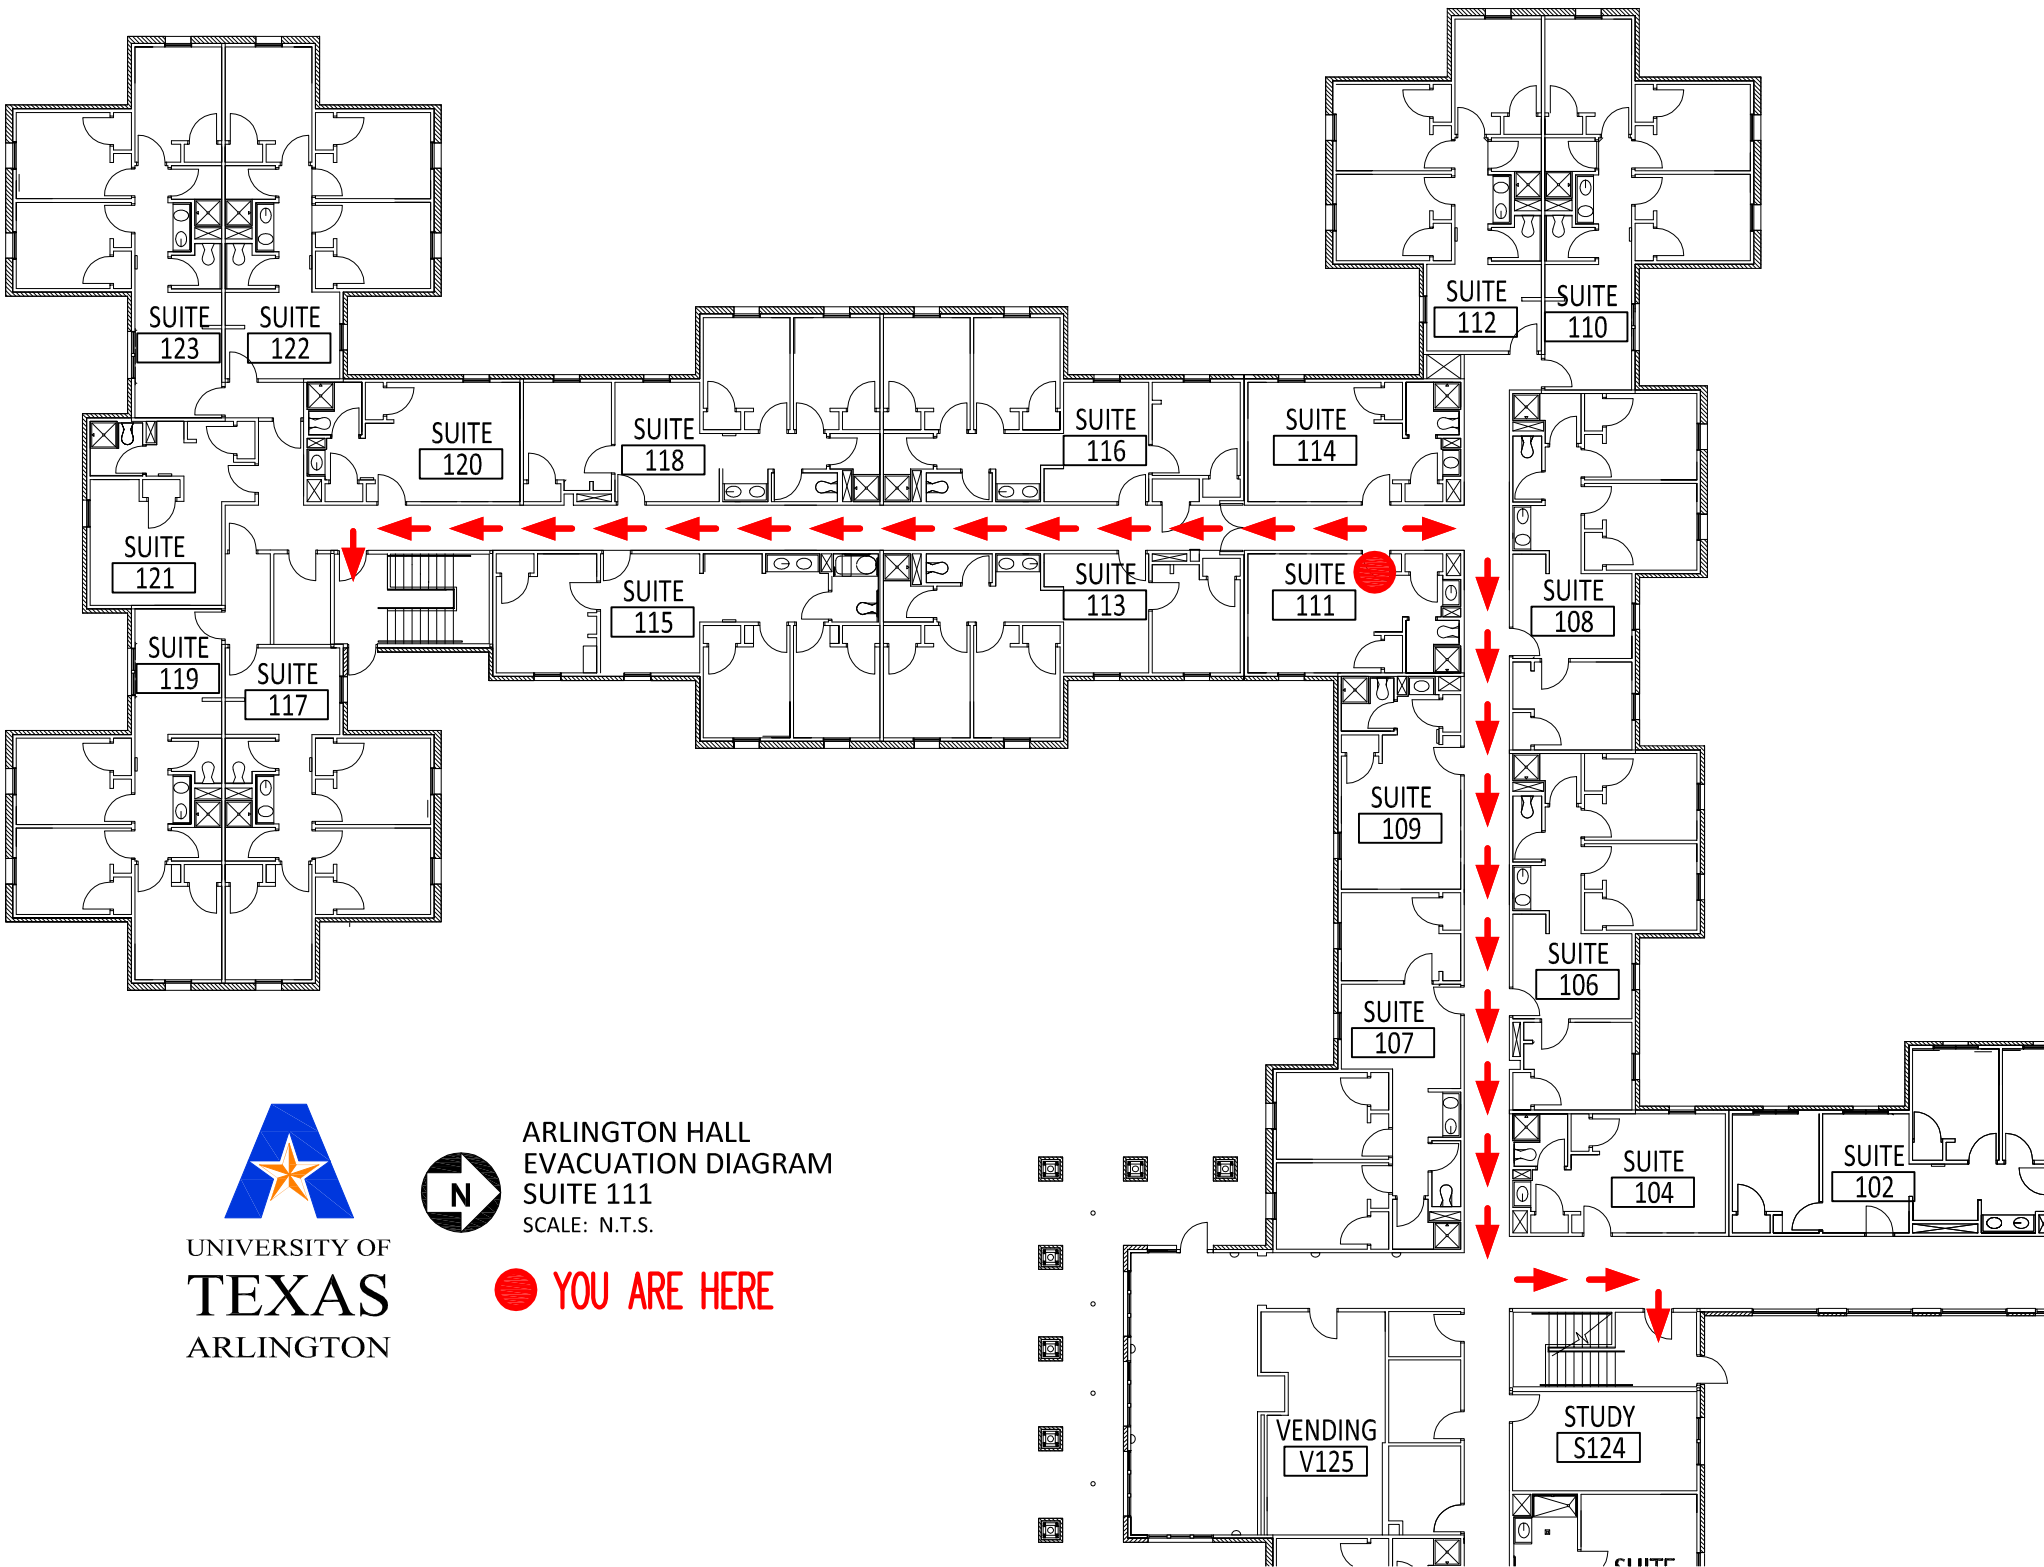 SUITE
112
SUITE
110
SUITE
123
SUITE
122
SUITE
120
SUITE
118
SUITE
116
SUITE
114
SUITE
121
SUITE
115
SUITE
113
SUITE
111
SUITE
108
SUITE
119
SUITE
117
SUITE
109
SUITE
106
SUITE
107
SUITE
104
SUITE
102
ARLINGTON HALL
EVACUATION DIAGRAM
SUITE 111
SCALE: N.T.S.
N
UNIVERSITY OF
TEXAS
ARLINGTON
YOU ARE HERE
VENDING
V125
STUDY
S124
SUITE